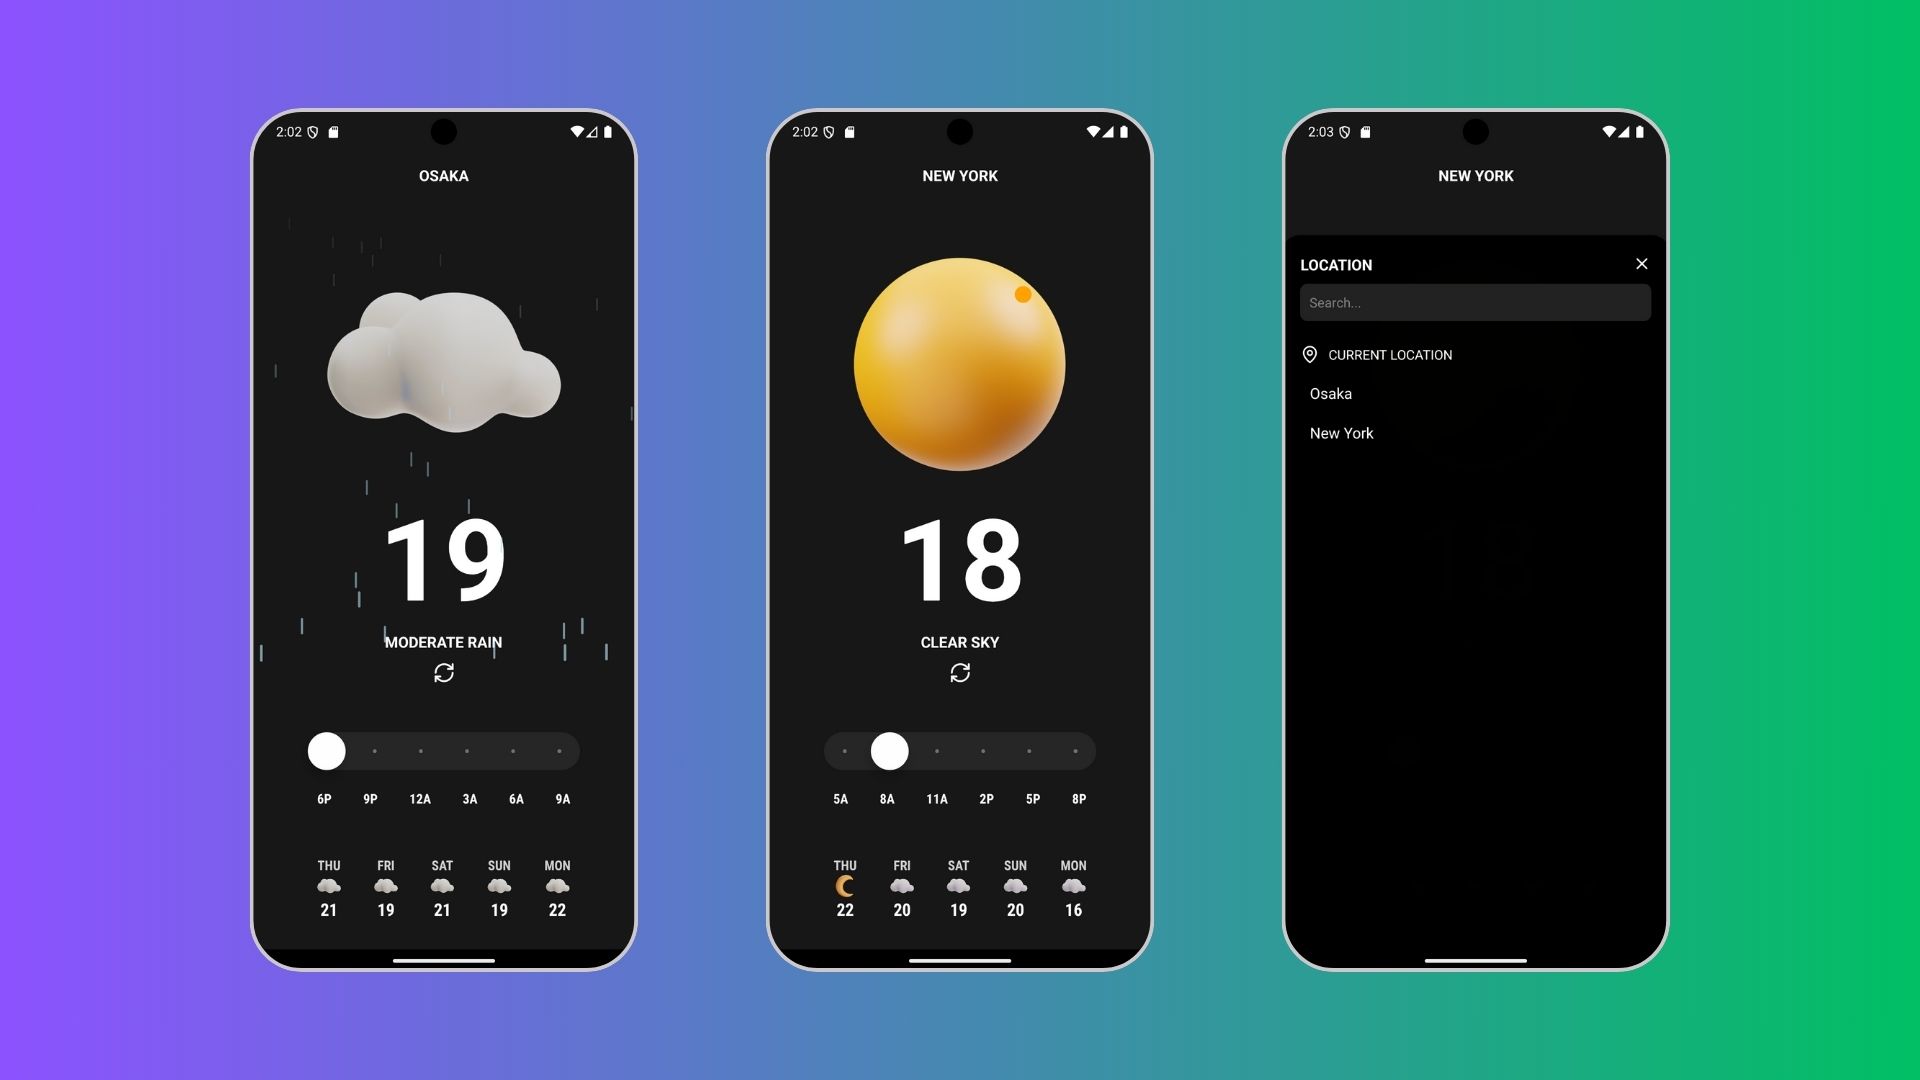 2:02
OSAKA
19
MODERATE RAIN
6P 9P 12A 3A 6A 9A
THU FRI SAT SUN MON
21 19 21 19 22
2:02
NEW YORK
18
CLEAR SKY
5A 8A 11A 2P 5P 8P
THU FRI SAT SUN MON
22 20 19 20 16
2:03
NEW YORK
LOCATION
Search...
CURRENT LOCATION
Osaka
New York